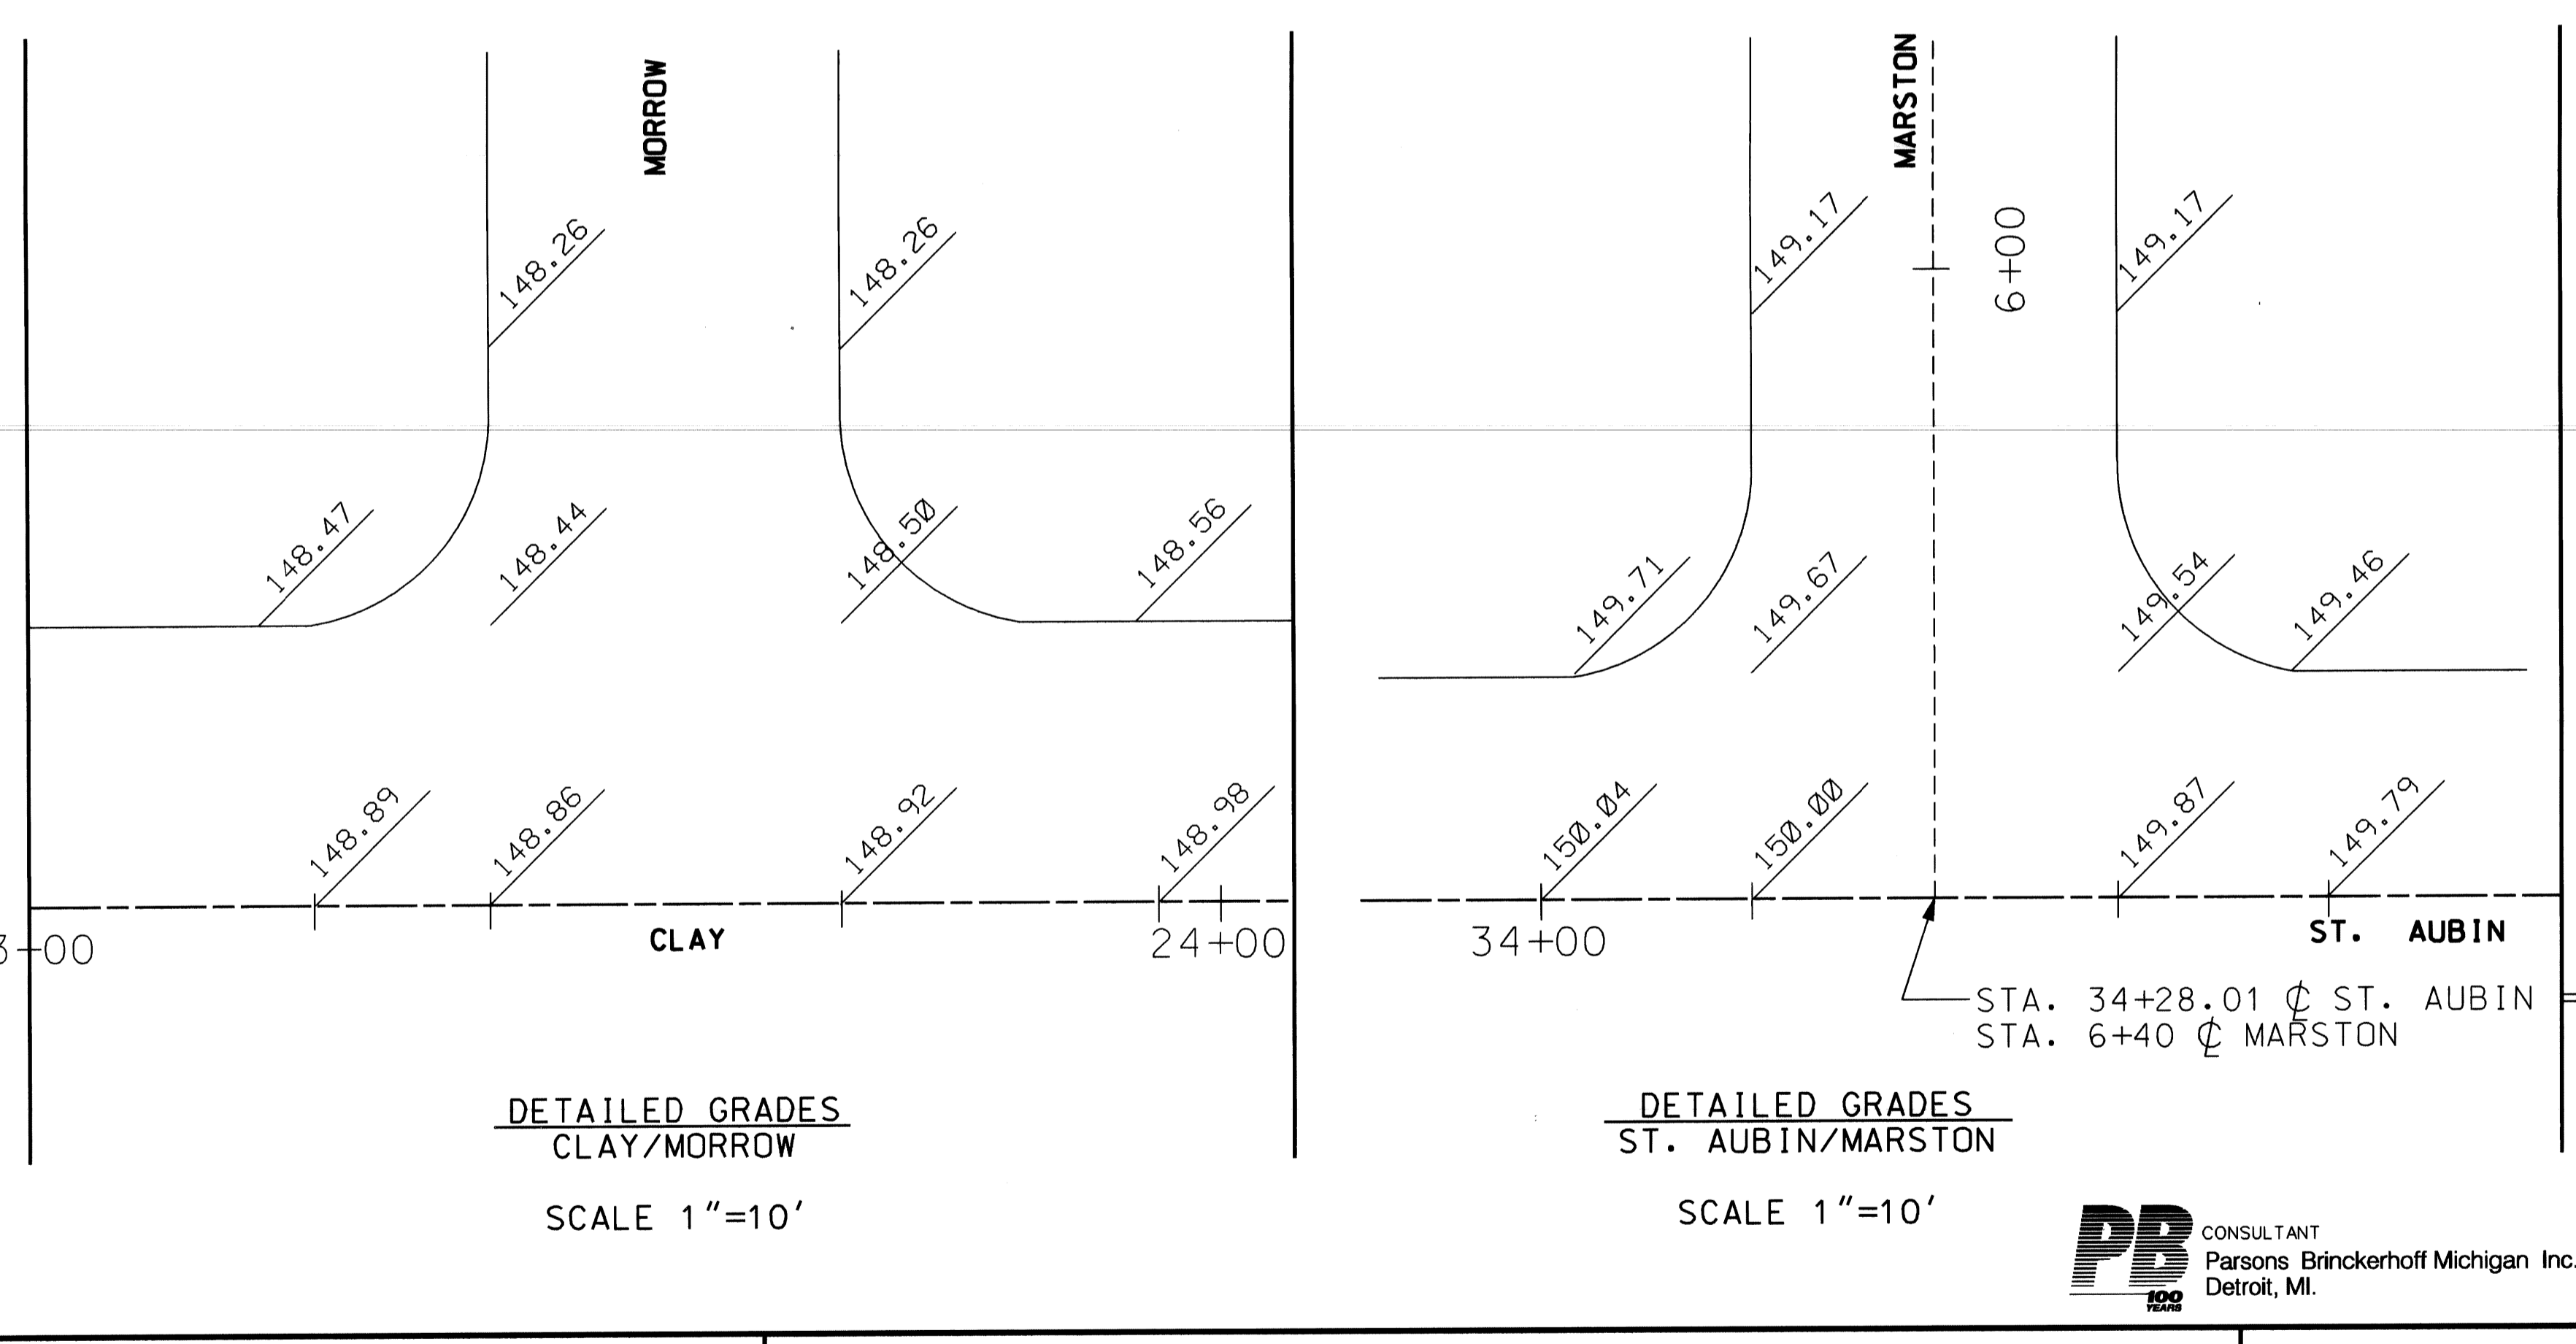 MORROW
148.26
148.26
148.47
148.44
148.50
148.56
148.89
148.86
148.92
148.98
3+00
CLAY
24+00
DETAILED GRADES
CLAY/MORROW
SCALE 1"=10'
MARSTON
149.17
6+00
149.17
149.71
149.67
149.54
149.46
150.04
150.00
149.87
149.79
34+00
ST. AUBIN
STA. 34+28.01 ℄ ST. AUBIN =
STA. 6+40 ℄ MARSTON
DETAILED GRADES
ST. AUBIN/MARSTON
SCALE 1"=10'
PB
100
YEARS
CONSULTANT
Parsons Brinckerhoff Michigan Inc.
Detroit, MI.